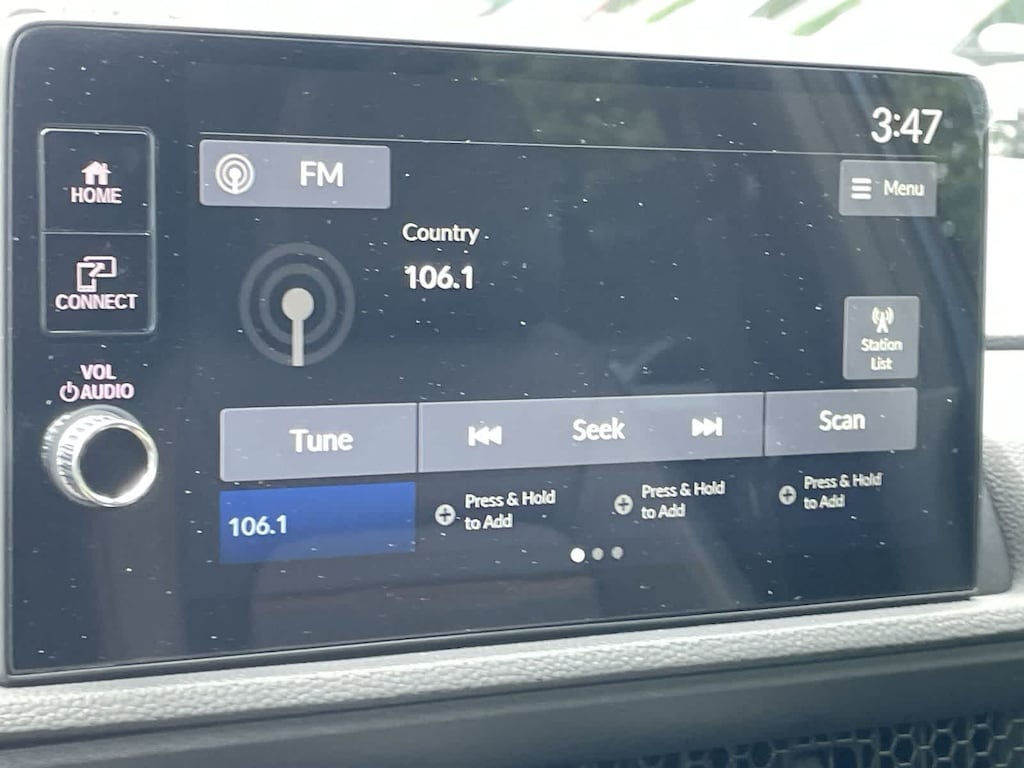 3:47
HOME
FM
Menu
Country
106.1
CONNECT
Station
List
VOL
AUDIO
Tune
Seek
Scan
106.1
Press & Hold
to Add
Press & Hold
to Add
Press & Hold
to Add